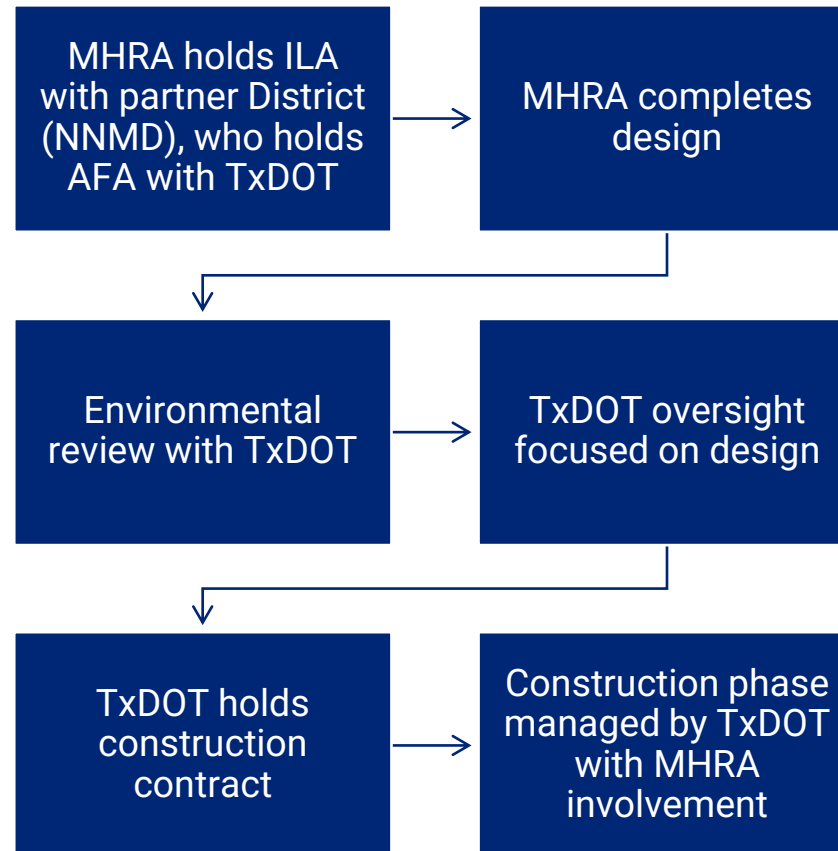 MHRA holds ILA
with partner District
(NNMD), who holds
AFA with TxDOT
MHRA completes
design
Environmental
review with TxDOT
TxDOT oversight
focused on design
TxDOT holds
construction
contract
Construction phase
managed by TxDOT
with MHRA
involvement